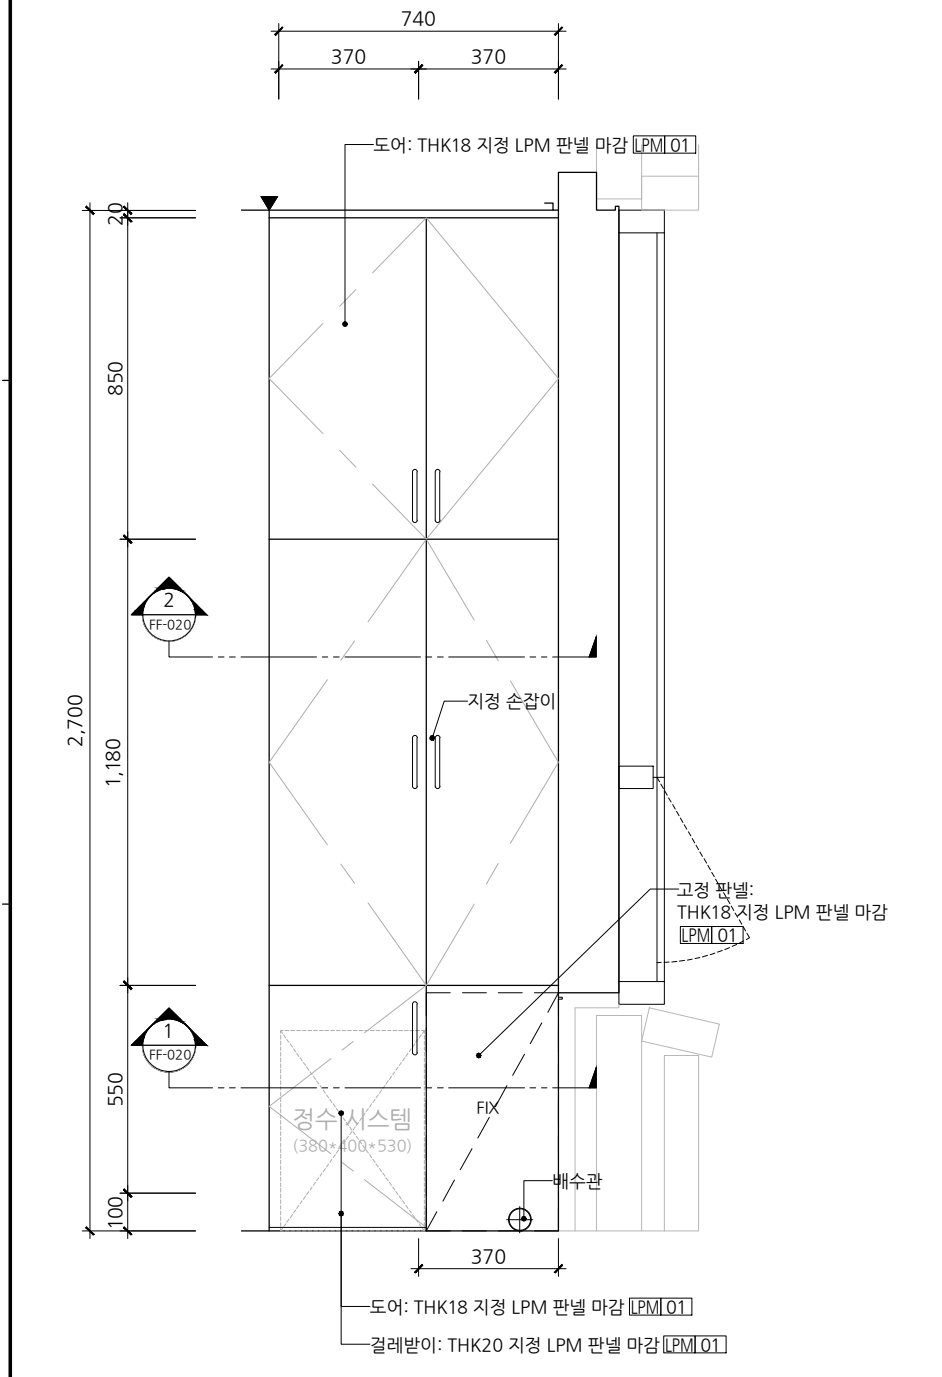 740
370 370
도어: THK18 지정 LPM 판넬 마감 LPM 01
20
850
2
FF-020
2,700
지정 손잡이
1,180
고정 판넬:
THK18 지정 LPM 판넬 마감
LPM 01
1
FF-020
550
정수 시스템
(380*400*530)
FIX
배수관
100
370
도어: THK18 지정 LPM 판넬 마감 LPM 01
걸레받이: THK20 지정 LPM 판넬 마감 LPM 01